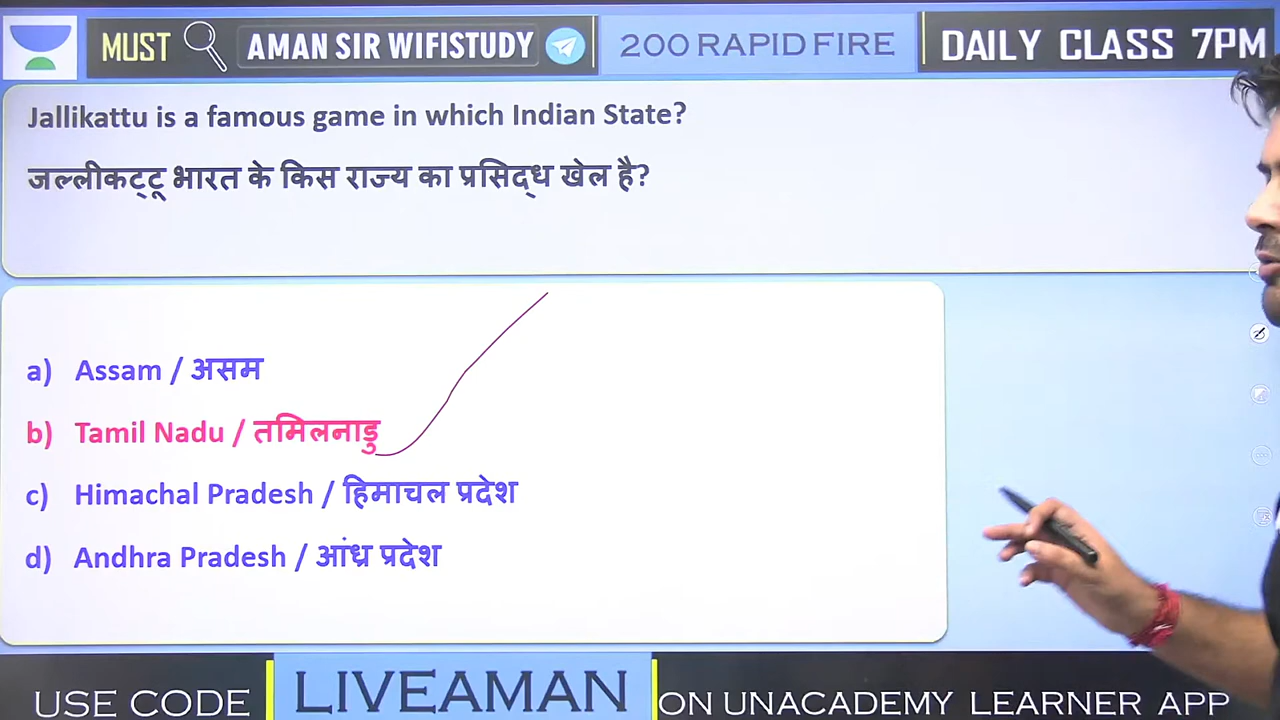 MUST AMAN SIR WIFISTUDY 200 RAPID FIRE DAILY CLASS 7PM
Jallikattu is a famous game in which Indian State?
जल्लीकट्टू भारत के किस राज्य का प्रसिद्ध खेल है?
a) Assam / असम
b) Tamil Nadu / तमिलनाडु
c) Himachal Pradesh / हिमाचल प्रदेश
d) Andhra Pradesh / आंध्र प्रदेश
USE CODE LIVEAMAN ON UNACADEMY LEARNER APP